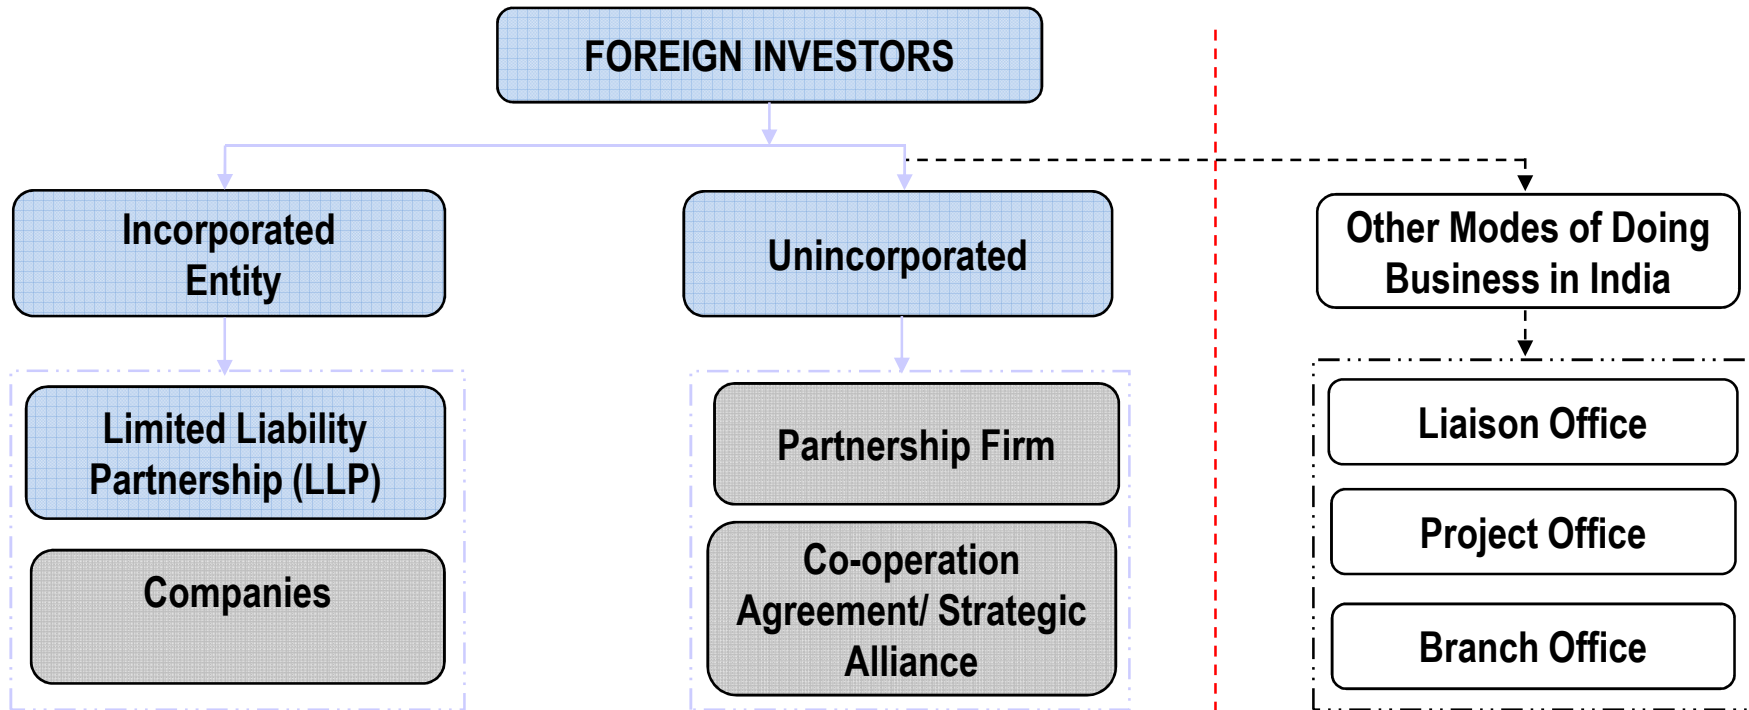 FOREIGN INVESTORS
Incorporated
Entity
Unincorporated
Other Modes of Doing
Business in India
Limited Liability
Partnership (LLP)
Companies
Partnership Firm
Co-operation
Agreement/ Strategic
Alliance
Liaison Office
Project Office
Branch Office